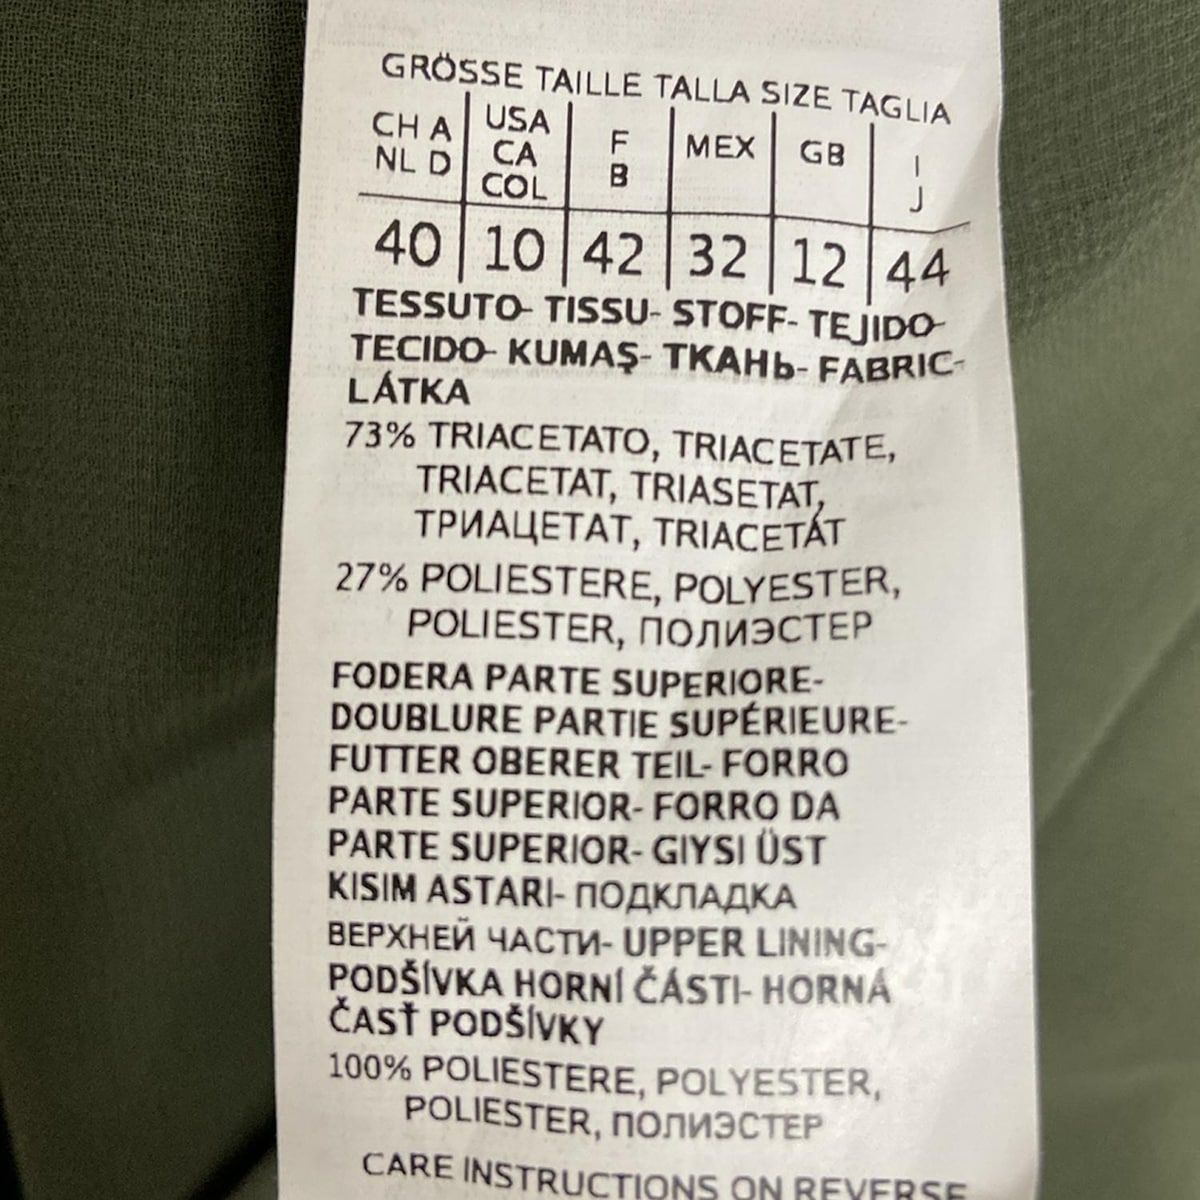 GRÖSSE TAILLE TALLA SIZE TAGLIA
CH A NL D | USA CA COL | F B | MEX | GB | I J
40 | 10 | 42 | 32 | 12 | 44
TESSUTO- TISSU- STOFF- TEJIDO-
TECIDO- KUMAŞ- ТКАНЬ- FABRIC-
LÁTKA
73% TRIACETATO, TRIACETATE,
TRIACETAT, TRIASETAT,
ТРИАЦЕТАТ, TRIACETÁT
27% POLIESTERE, POLYESTER,
POLIESTER, ПОЛИЭСТЕР
FODERA PARTE SUPERIORE-
DOUBLURE PARTIE SUPÉRIEURE-
FUTTER OBERER TEIL- FORRO
PARTE SUPERIOR- FORRO DA
PARTE SUPERIOR- GIYSI ÜST
KISIM ASTARI- ПОДКЛАДКА
ВЕРХНЕЙ ЧАСТИ- UPPER LINING-
PODŠÍVKA HORNÍ ČÁSTI- HORNÁ
ČASŤ PODŠÍVKY
100% POLIESTERE, POLYESTER,
POLIESTER, ПОЛИЭСТЕР
CARE INSTRUCTIONS ON REVERSE